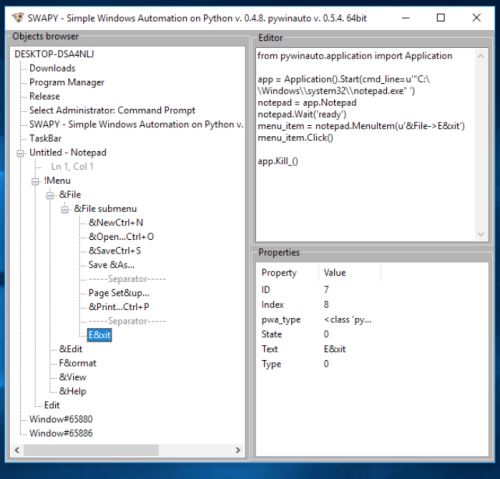 SWAPY - Simple Windows Automation on Python v. 0.4.8. pywinauto v. 0.5.4. 64bit
Objects browser
DESKTOP-DSA4NLJ
Downloads
Program Manager
Release
Select Administrator: Command Prompt
SWAPY - Simple Windows Automation on Python v.
TaskBar
Untitled - Notepad
Ln 1, Col 1
!Menu
&File
&File submenu
&NewCtrl+N
&Open...Ctrl+O
&SaveCtrl+S
Save &As...
-----Separator-----
Page Set&up...
&Print...Ctrl+P
-----Separator-----
E&xit
&Edit
F&ormat
&View
&Help
Edit
Window#65880
Window#65886
Editor
from pywinauto.application import Application
app = Application().Start(cmd_line=u'"C:\
\Windows\\system32\\notepad.exe" ')
notepad = app.Notepad
notepad.Wait('ready')
menu_item = notepad.MenuItem(u'&File->E&xit')
menu_item.Click()
app.Kill_()
Properties
Property Value
ID 7
Index 8
pwa_type <class 'py...
State 0
Text E&xit
Type 0